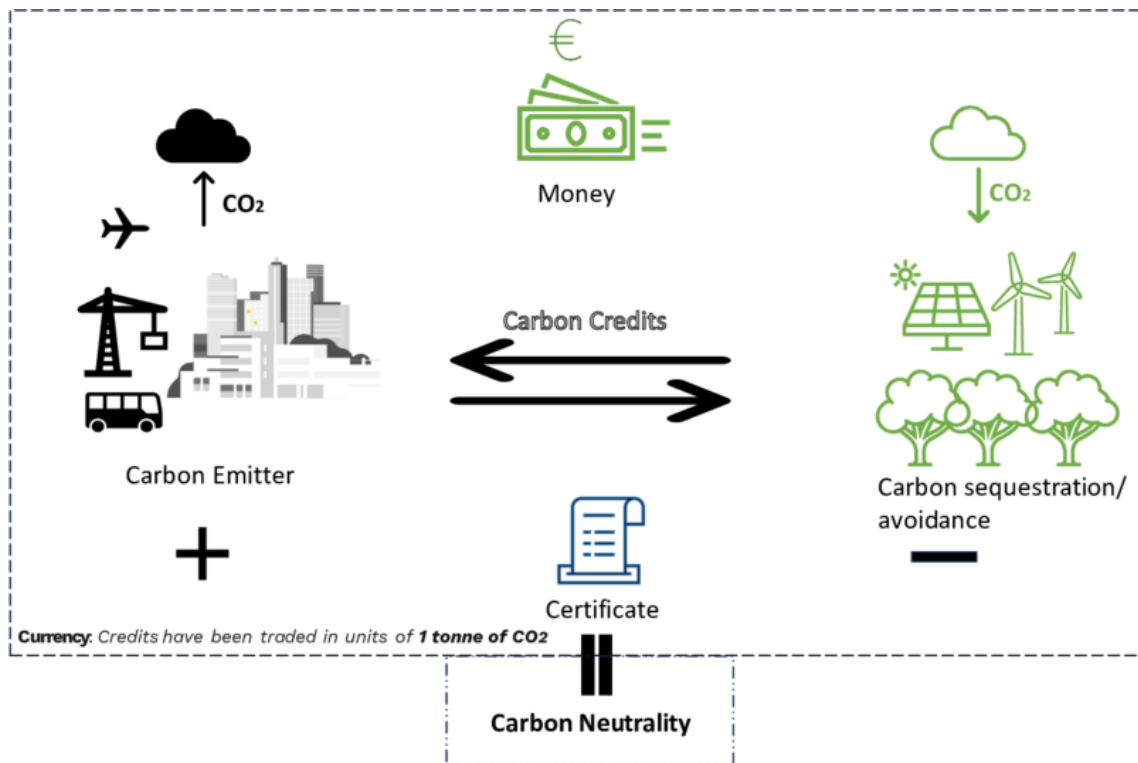 €
Money
CO₂
CO₂
Carbon Credits
Carbon Emitter
Carbon sequestration/
avoidance
Certificate
Currency: Credits have been traded in units of 1 tonne of CO2
Carbon Neutrality